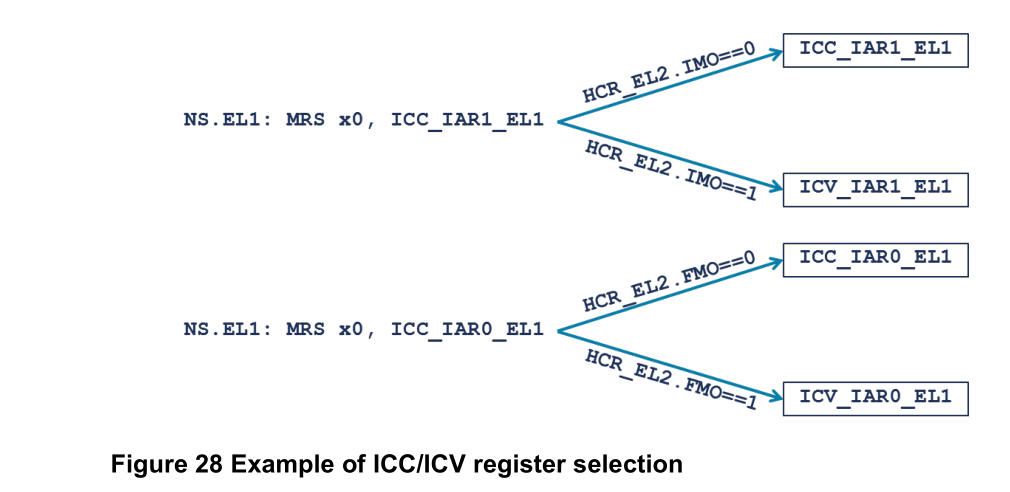 HCR_EL2.IMO==0
ICC_IAR1_EL1
NS.EL1: MRS x0, ICC_IAR1_EL1
HCR_EL2.IMO==1
ICV_IAR1_EL1
HCR_EL2.FMO==0
ICC_IAR0_EL1
NS.EL1: MRS x0, ICC_IAR0_EL1
HCR_EL2.FMO==1
ICV_IAR0_EL1
Figure 28 Example of ICC/ICV register selection